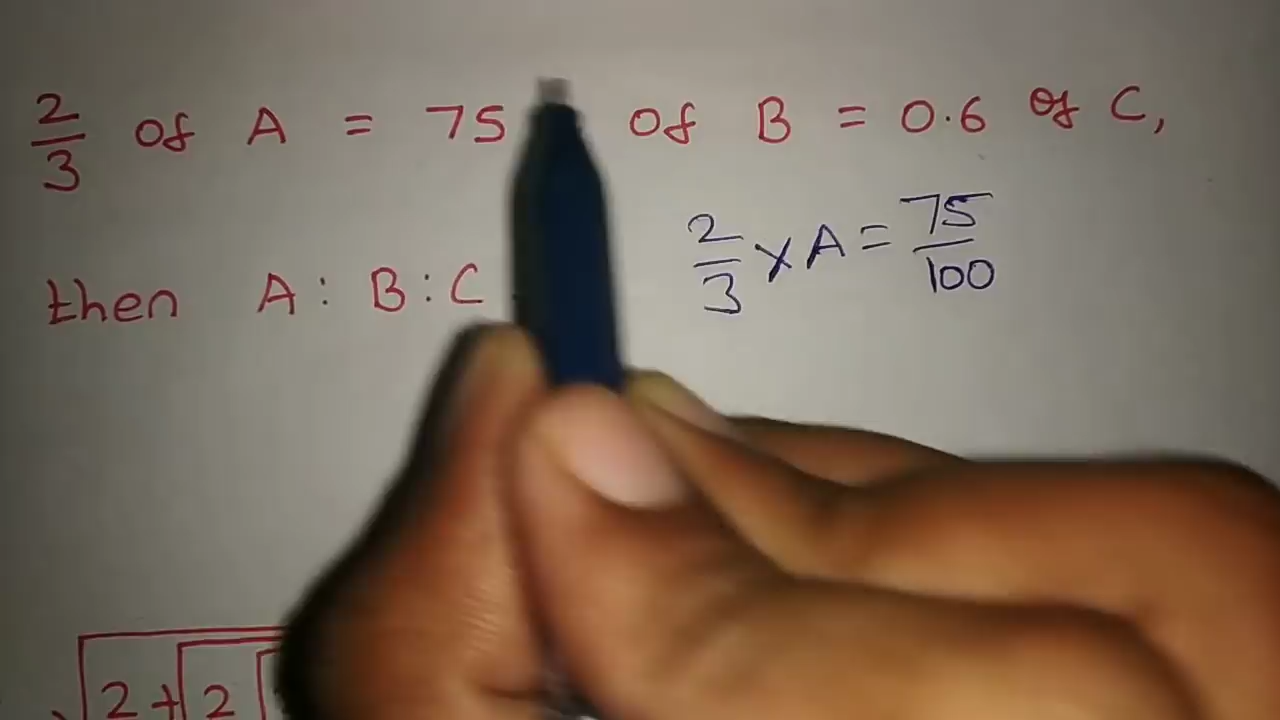 2/3 of A = 75 of B = 0.6 of C,
2/3 × A = 75/100
then A : B : C
√2+√2√